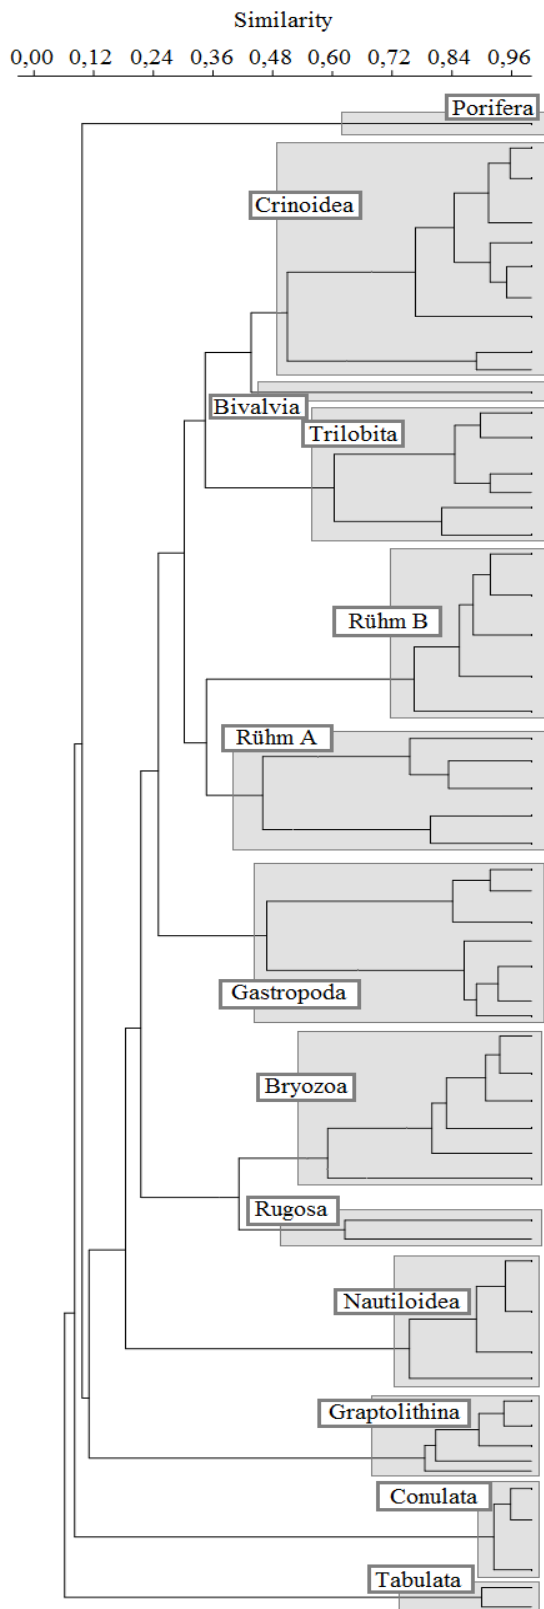 Similarity
0,00 0,12 0,24 0,36 0,48 0,60 0,72 0,84 0,96
Porifera
Crinoidea
Bivalvia
Trilobita
Rühm B
Rühm A
Gastropoda
Bryozoa
Rugosa
Nautiloidea
Graptolithina
Conulata
Tabulata